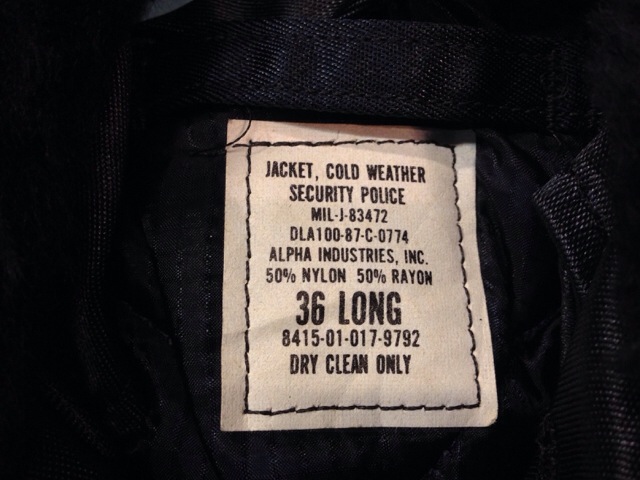 JACKET, COLD WEATHER
SECURITY POLICE
MIL-J-83472
DLA100-87-C-0774
ALPHA INDUSTRIES, INC.
50% NYLON 50% RAYON
36 LONG
8415-01-017-9792
DRY CLEAN ONLY